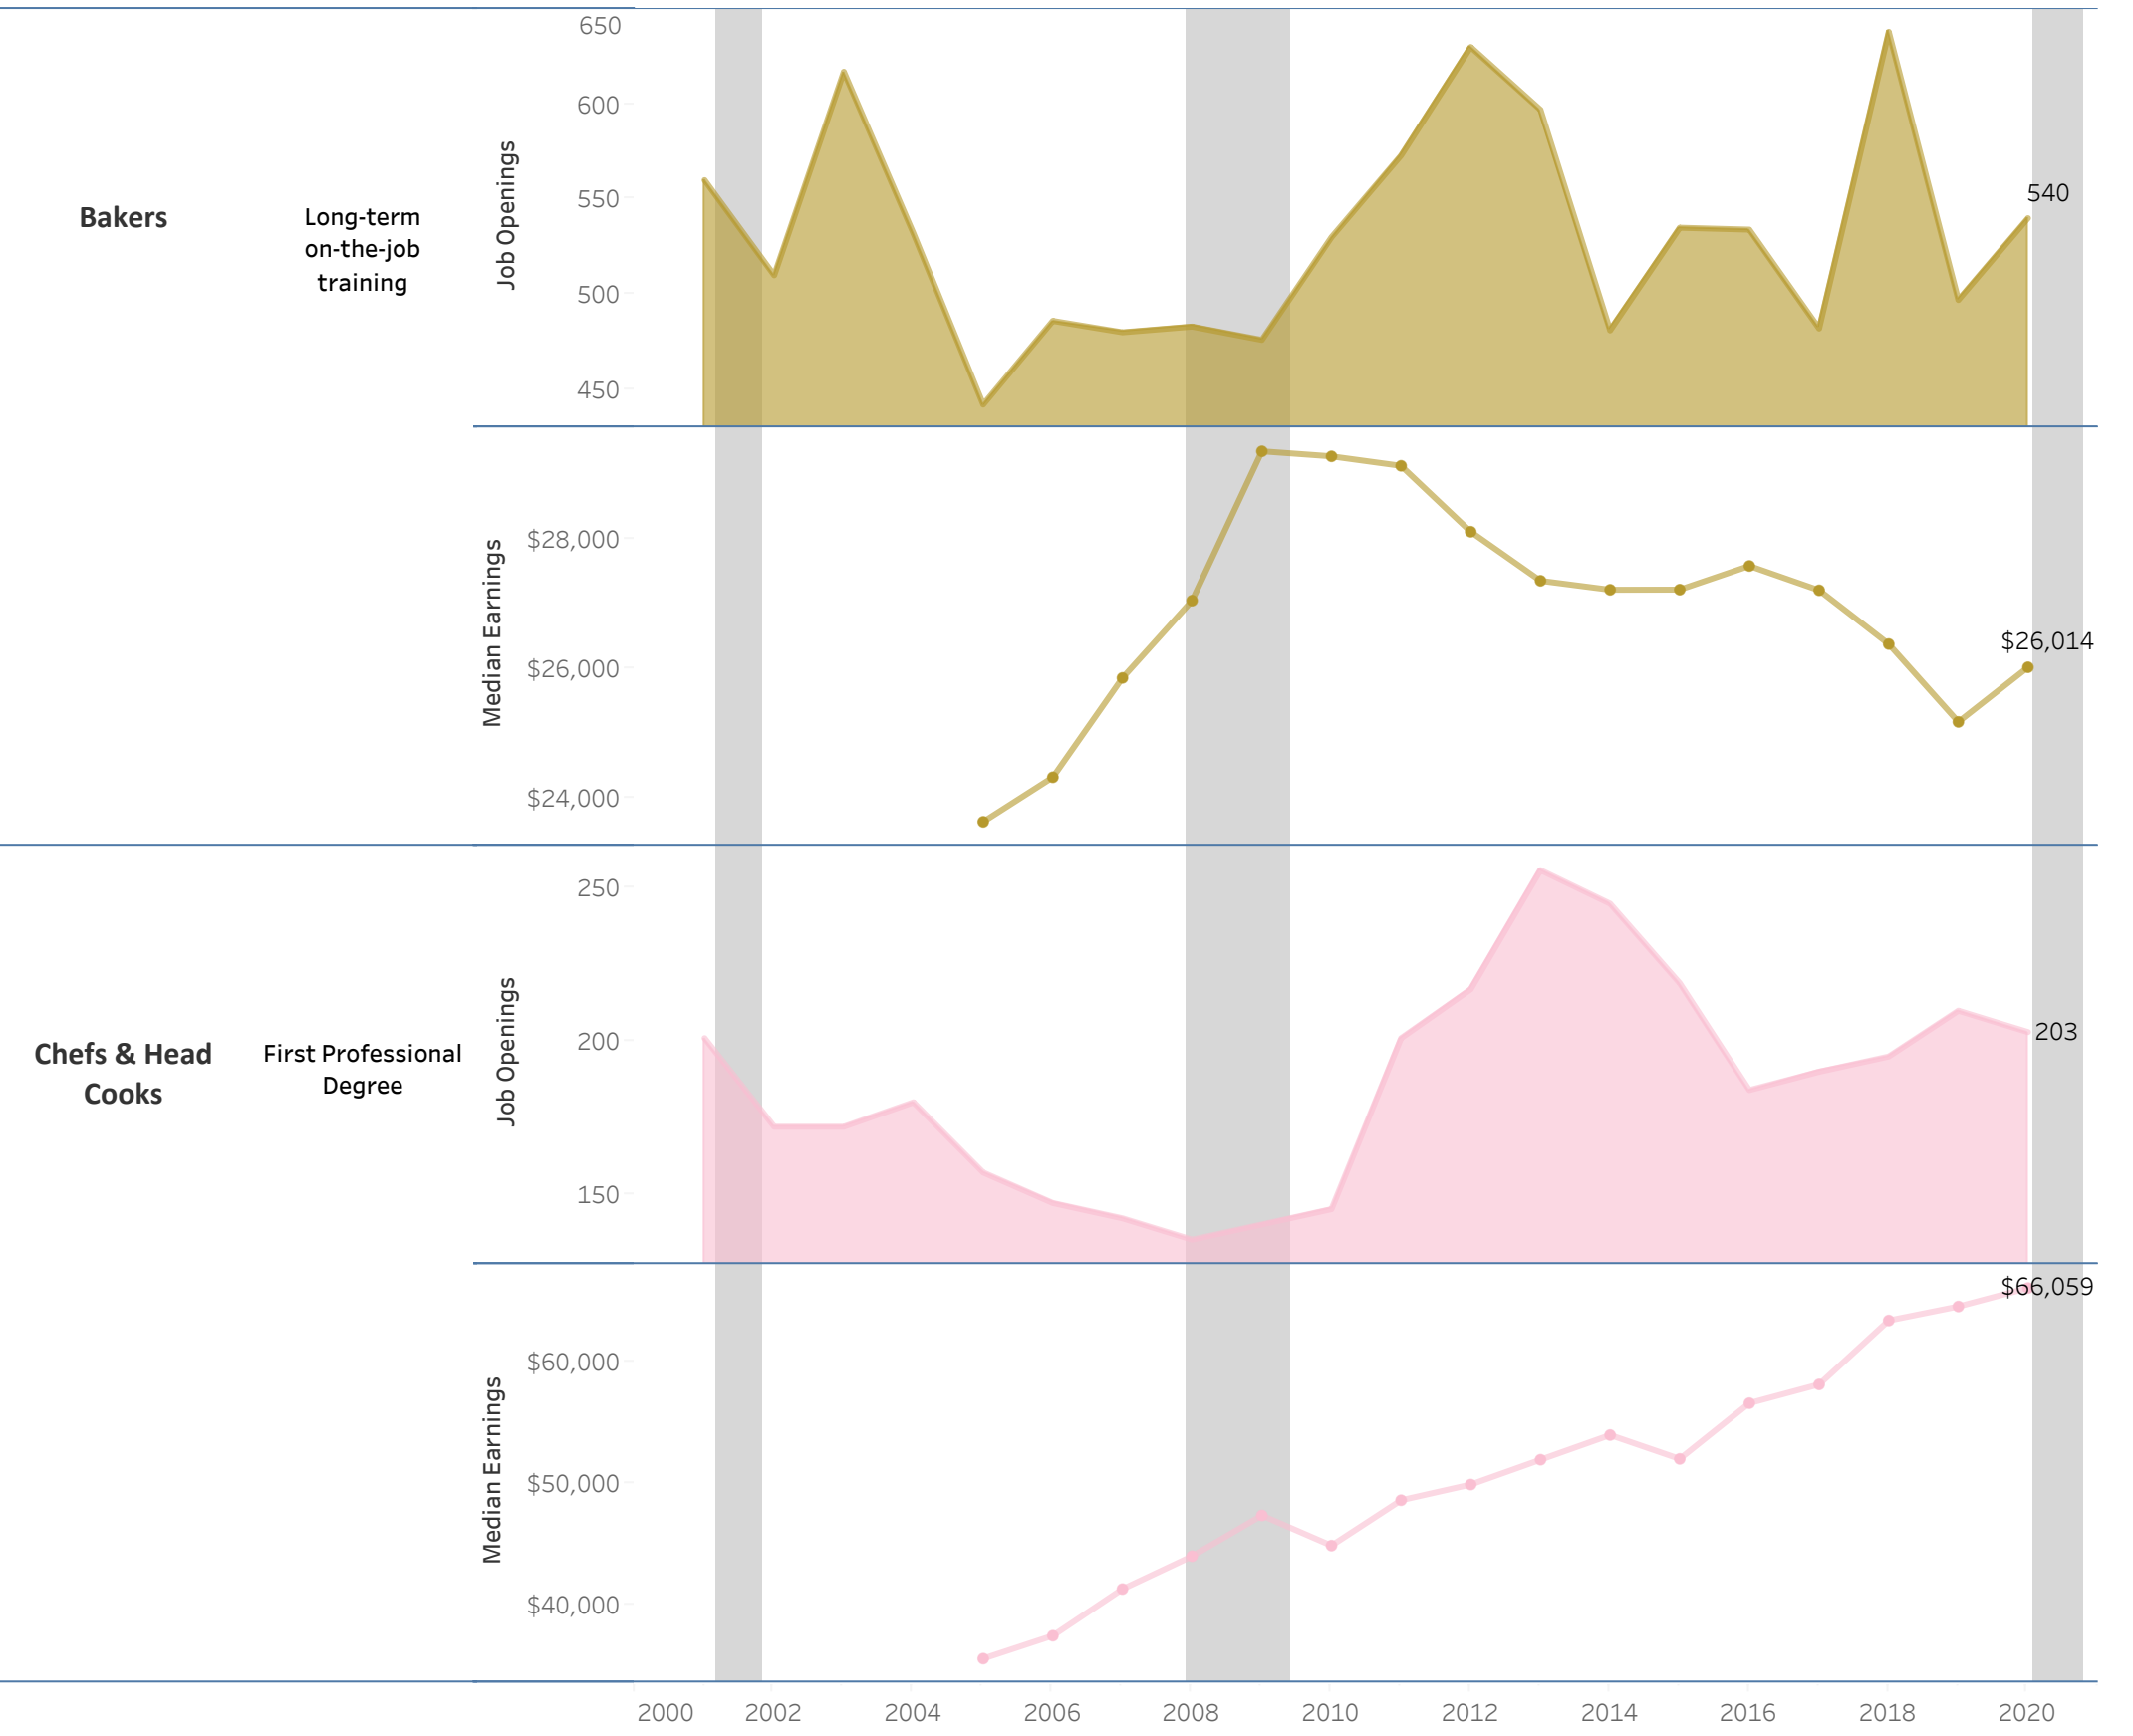 Bakers
Long-term
on-the-job
training
Job Openings
650
600
550
500
450
540
Median Earnings
$28,000
$26,000
$24,000
$26,014
Chefs & Head
Cooks
First Professional
Degree
Job Openings
250
200
150
203
Median Earnings
$60,000
$50,000
$40,000
$66,059
2000 2002 2004 2006 2008 2010 2012 2014 2016 2018 2020